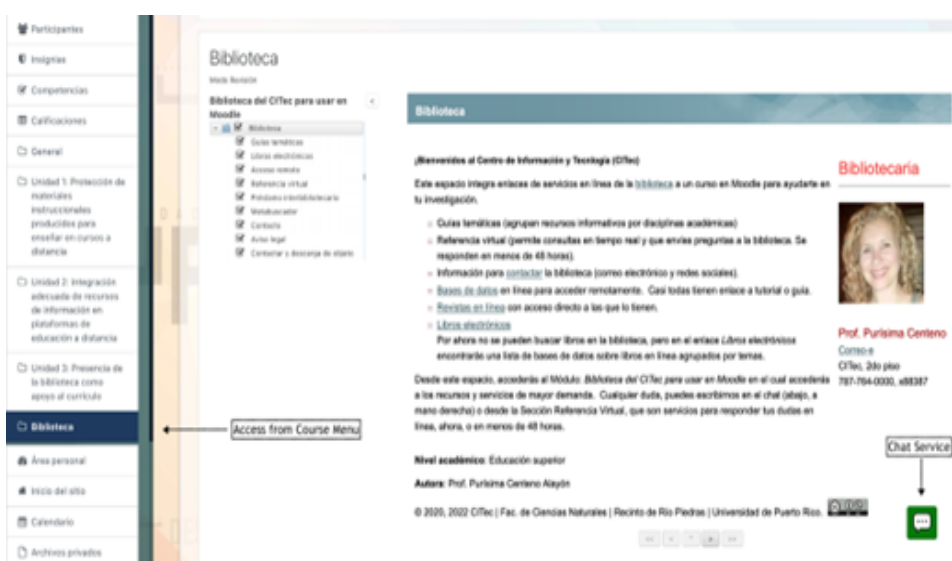 Participantes
Insignias
Competencias
Calificaciones
General
Unidad 1: Protección de
materiales
instruccionales
producidos para
enseñar en cursos a
distancia
Unidad 2: Integración
adecuada de recursos
de información en
plataformas de
educación a distancia
Unidad 3: Presencia de
la biblioteca como
apoyo al currículo
Biblioteca
Área personal
Inicio del sitio
Calendario
Archivos privados
Access from Course Menu
Biblioteca
Modo Revisión
Biblioteca del CITec para usar en
Moodle
Biblioteca
Guías temáticas
Libros electrónicos
Acceso remoto
Referencia virtual
Préstamo interbibliotecario
Metabuscador
Contacto
Aviso legal
Contactar y descarga de objeto
Biblioteca
¡Bienvenidos al Centro de Información y Tecnología (CITec)
Este espacio integra enlaces de servicios en línea de la biblioteca a un curso en Moodle para ayudarte en
tu investigación.
Guías temáticas (agrupan recursos informativos por disciplinas académicas)
Referencia virtual (permite consultas en tiempo real y que envíes preguntas a la biblioteca. Se
responden en menos de 48 horas).
Información para contactar la biblioteca (correo electrónico y redes sociales).
Bases de datos en línea para acceder remotamente. Casi todas tienen enlace a tutorial o guía.
Revistas en línea con acceso directo a las que lo tienen.
Libros electrónicos
Por ahora no se pueden buscar libros en la biblioteca, pero en el enlace Libros electrónicos
encontrarás una lista de bases de datos sobre libros en línea agrupados por temas.
Desde este espacio, accederás al Módulo: Biblioteca del CITec para usar en Moodle en el cual accederás
a los recursos y servicios de mayor demanda. Cualquier duda, puedes escribirnos en el chat (abajo, a
mano derecha) o desde la Sección Referencia Virtual, que son servicios para responder tus dudas en
línea, ahora, o en menos de 48 horas.
Nivel académico: Educación superior
Autora: Prof. Purísima Centeno Alayón
© 2020, 2022 CITec | Fac. de Ciencias Naturales | Recinto de Río Piedras | Universidad de Puerto Rico.
Bibliotecaria
Prof. Purísima Centeno
Correo-e
CITec, 2do piso
787-764-0000, x88387
Chat Service